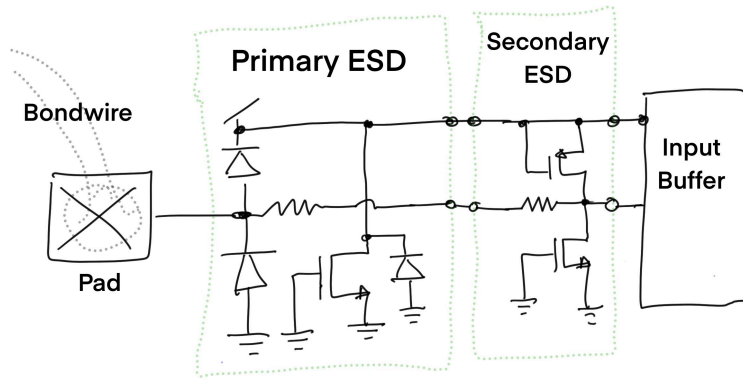 Primary ESD
Secondary
ESD
Bondwire
Input
Buffer
Pad